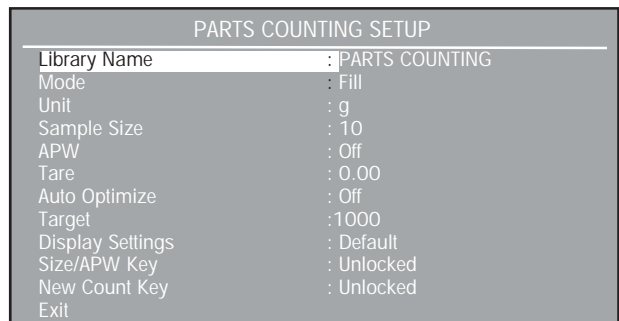 PARTS COUNTING SETUP
Library Name : PARTS COUNTING
Mode : Fill
Unit : g
Sample Size : 10
APW : Off
Tare : 0.00
Auto Optimize : Off
Target :1000
Display Settings : Default
Size/APW Key : Unlocked
New Count Key : Unlocked
Exit